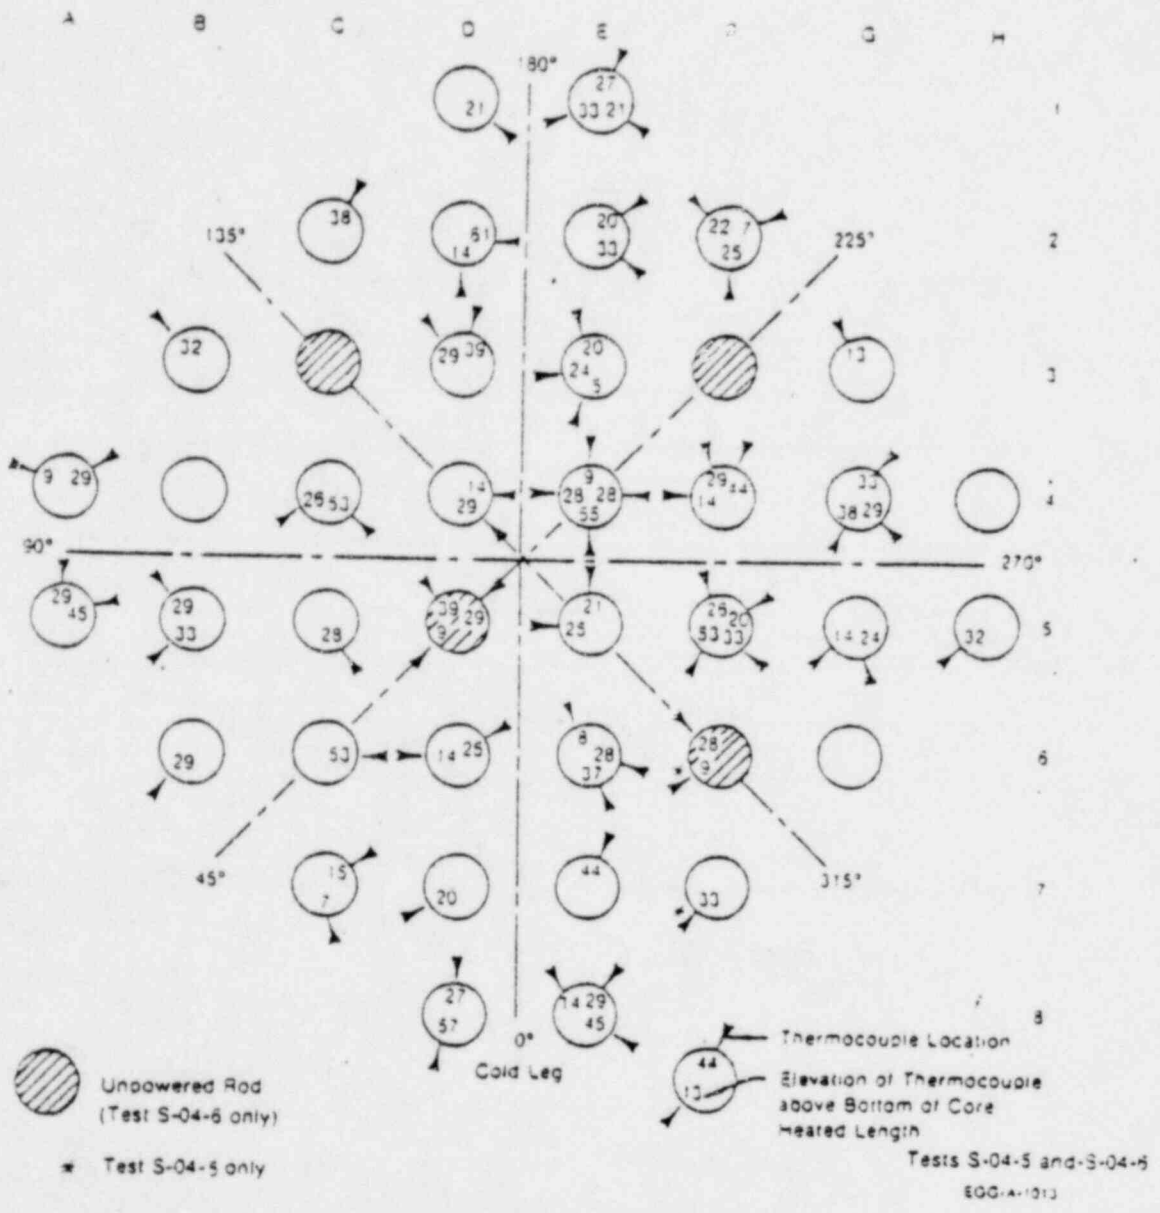 A B C D E F G H
180°
27
21 33 21 1
38 20 22 7
61
135° 14 33 25 225° 2
32 29 39 20 13
24 3
5
9 29 14 9 29 44 33
26 53 29 28 28 14 38 29 4
55
90° 270°
29 29 39 29 21 26 20
45 33 28 9 25 53 33 14 24 32 5
8 28
29 53 14 25 28 9 6
37
45° 15 44 315°
7 20 33 7
27 14 29
57 45 8
0°
Cold Leg
Unpowered Rod
(Test S-04-6 only)
* Test S-04-5 only
Thermocouple Location
44
13
Elevation of Thermocouple
above Bottom of Core
Heated Length
Tests S-04-5 and S-04-6
EGG-A-1013